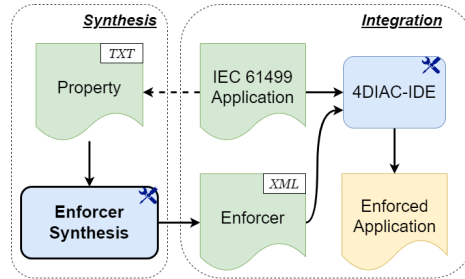 Synthesis
Integration
TXT
Property
IEC 61499
Application
4DIAC-IDE
Enforcer
Synthesis
XML
Enforcer
Enforced
Application